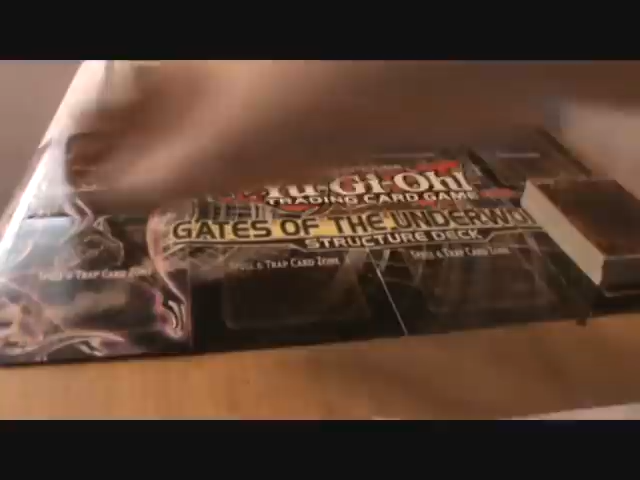 Yu-Gi-Oh!
TRADING CARD GAME
GATES OF THE UNDERWO
STRUCTURE DECK
SPELL & TRAP CARD ZONE
SPELL & TRAP CARD ZONE
SPELL & TRAP CARD ZONE